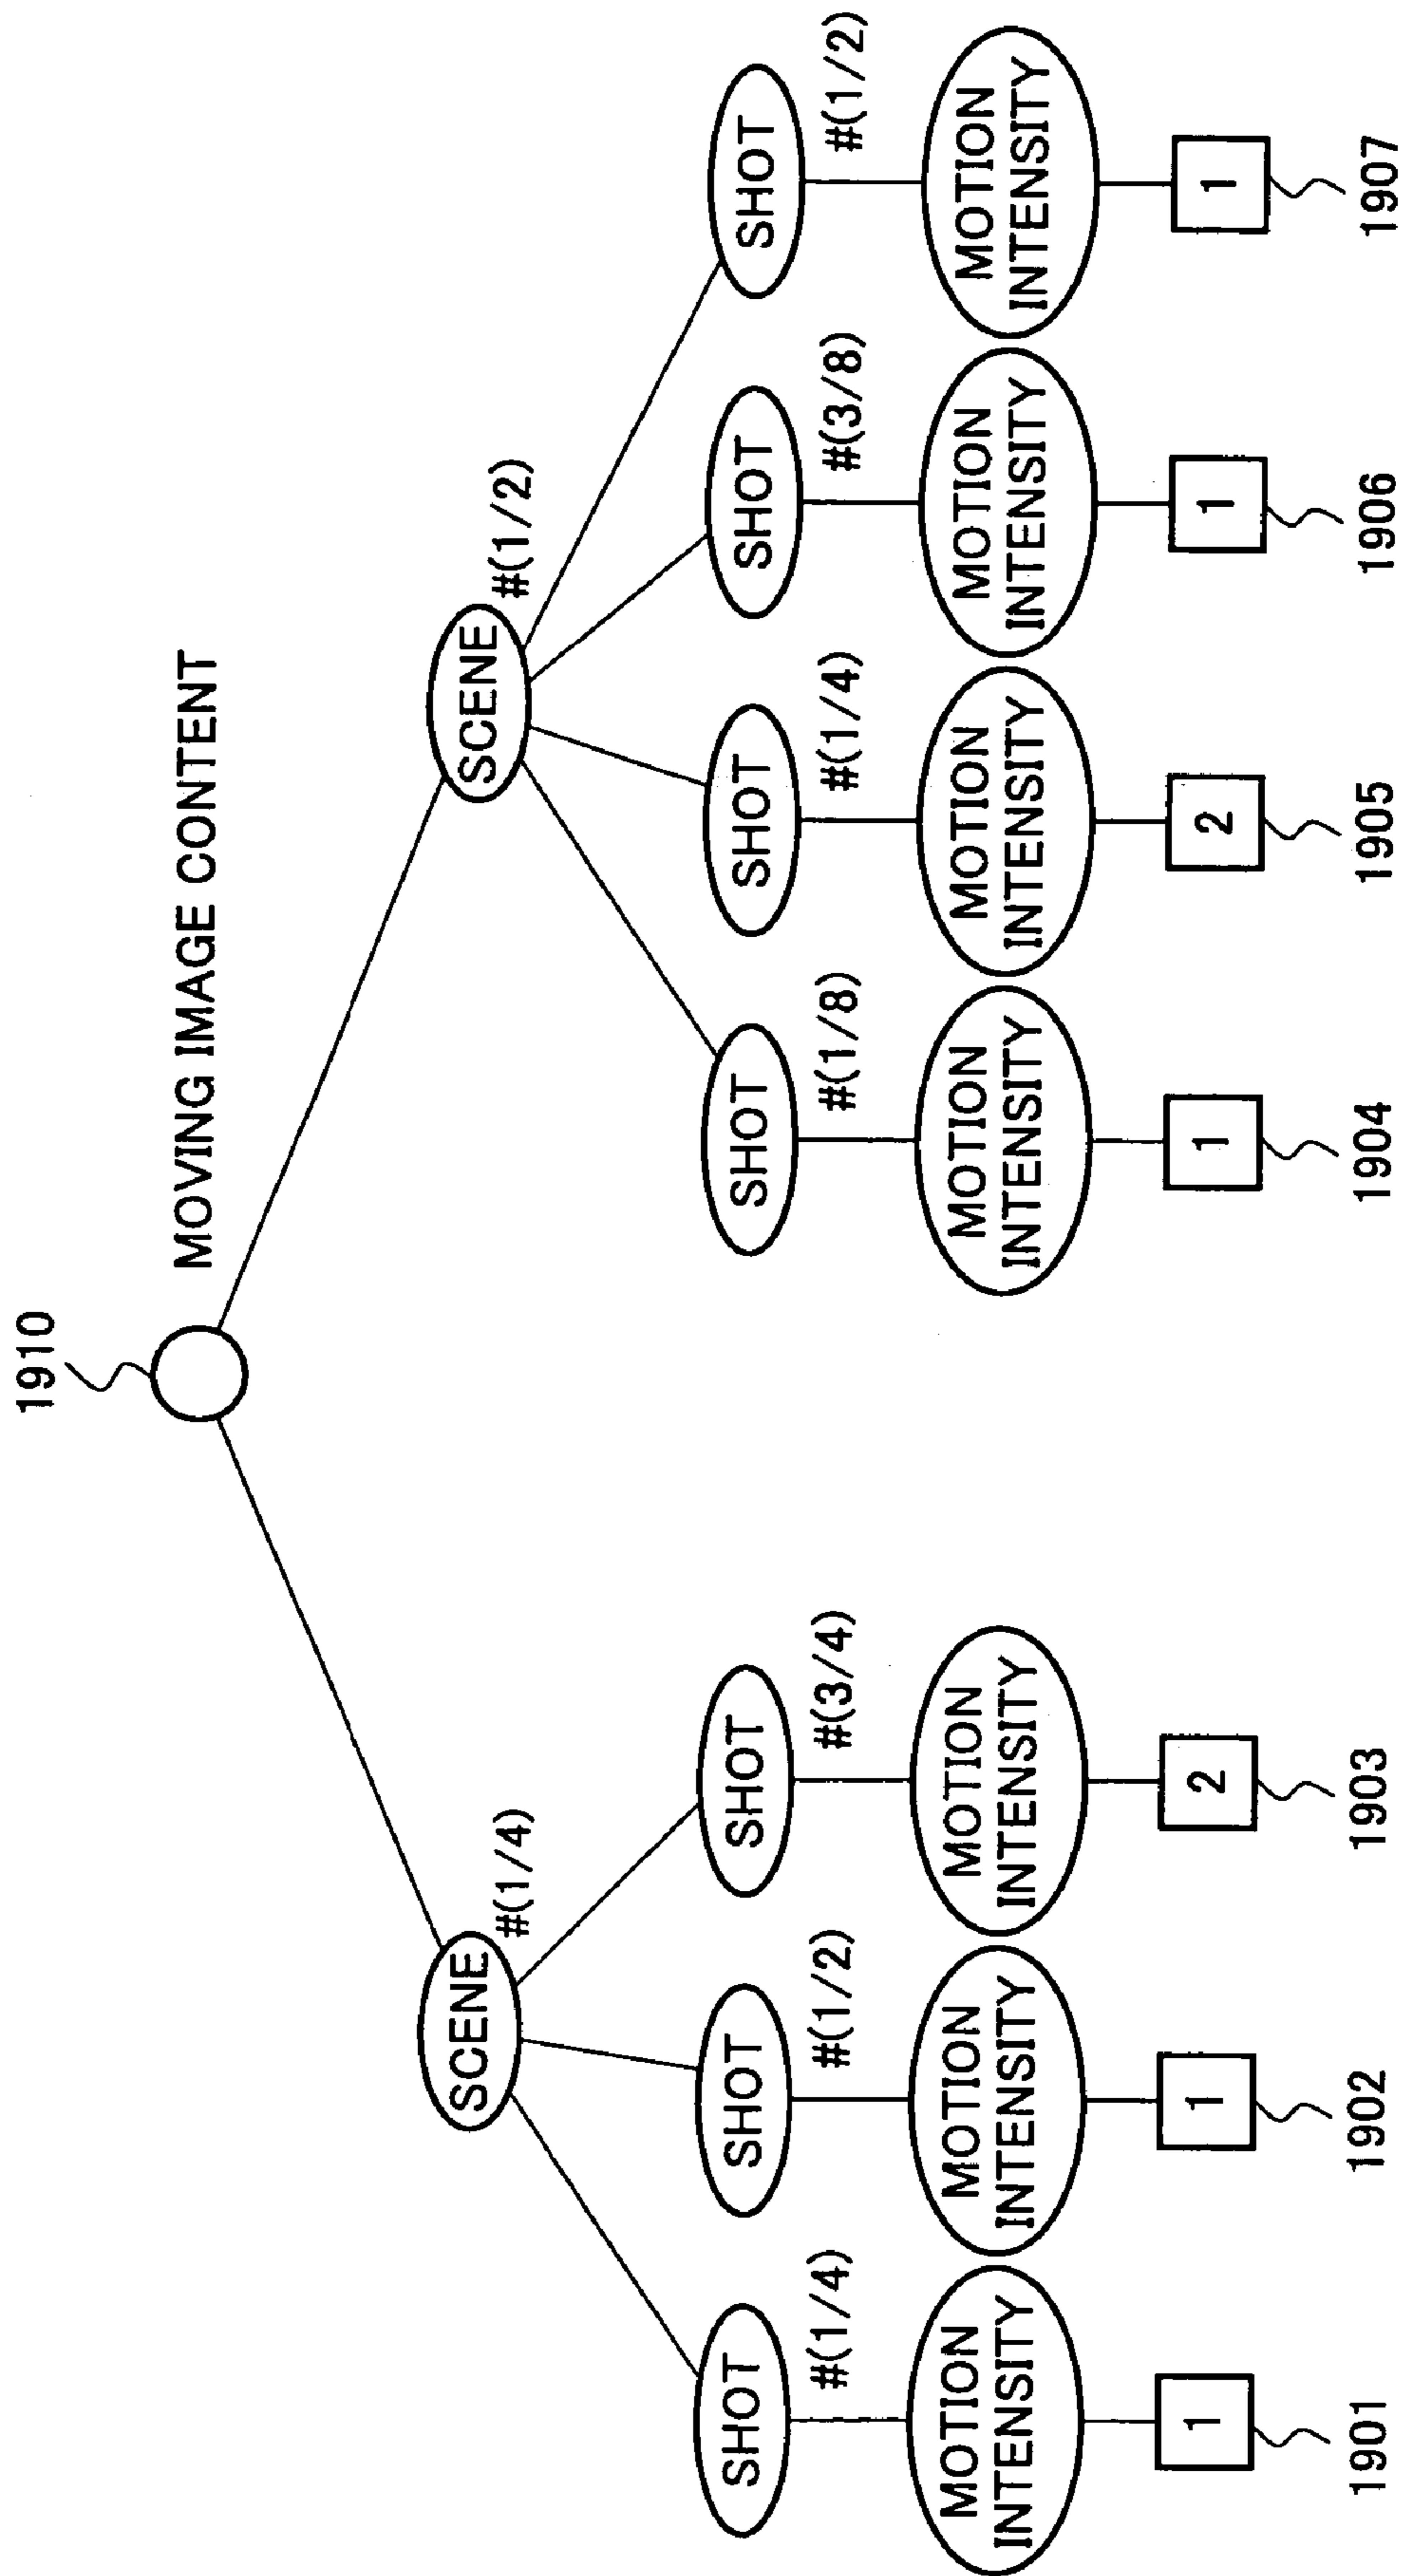 1910
MOVING IMAGE CONTENT
SCENE
#(1/4)
SCENE
#(1/2)
SHOT
#(1/4)
SHOT
#(1/2)
SHOT
#(3/4)
SHOT
#(1/8)
SHOT
#(1/4)
SHOT
#(3/8)
SHOT
#(1/2)
MOTION
INTENSITY
MOTION
INTENSITY
MOTION
INTENSITY
MOTION
INTENSITY
MOTION
INTENSITY
MOTION
INTENSITY
MOTION
INTENSITY
1
1
2
1
2
1
1
1901
1902
1903
1904
1905
1906
1907